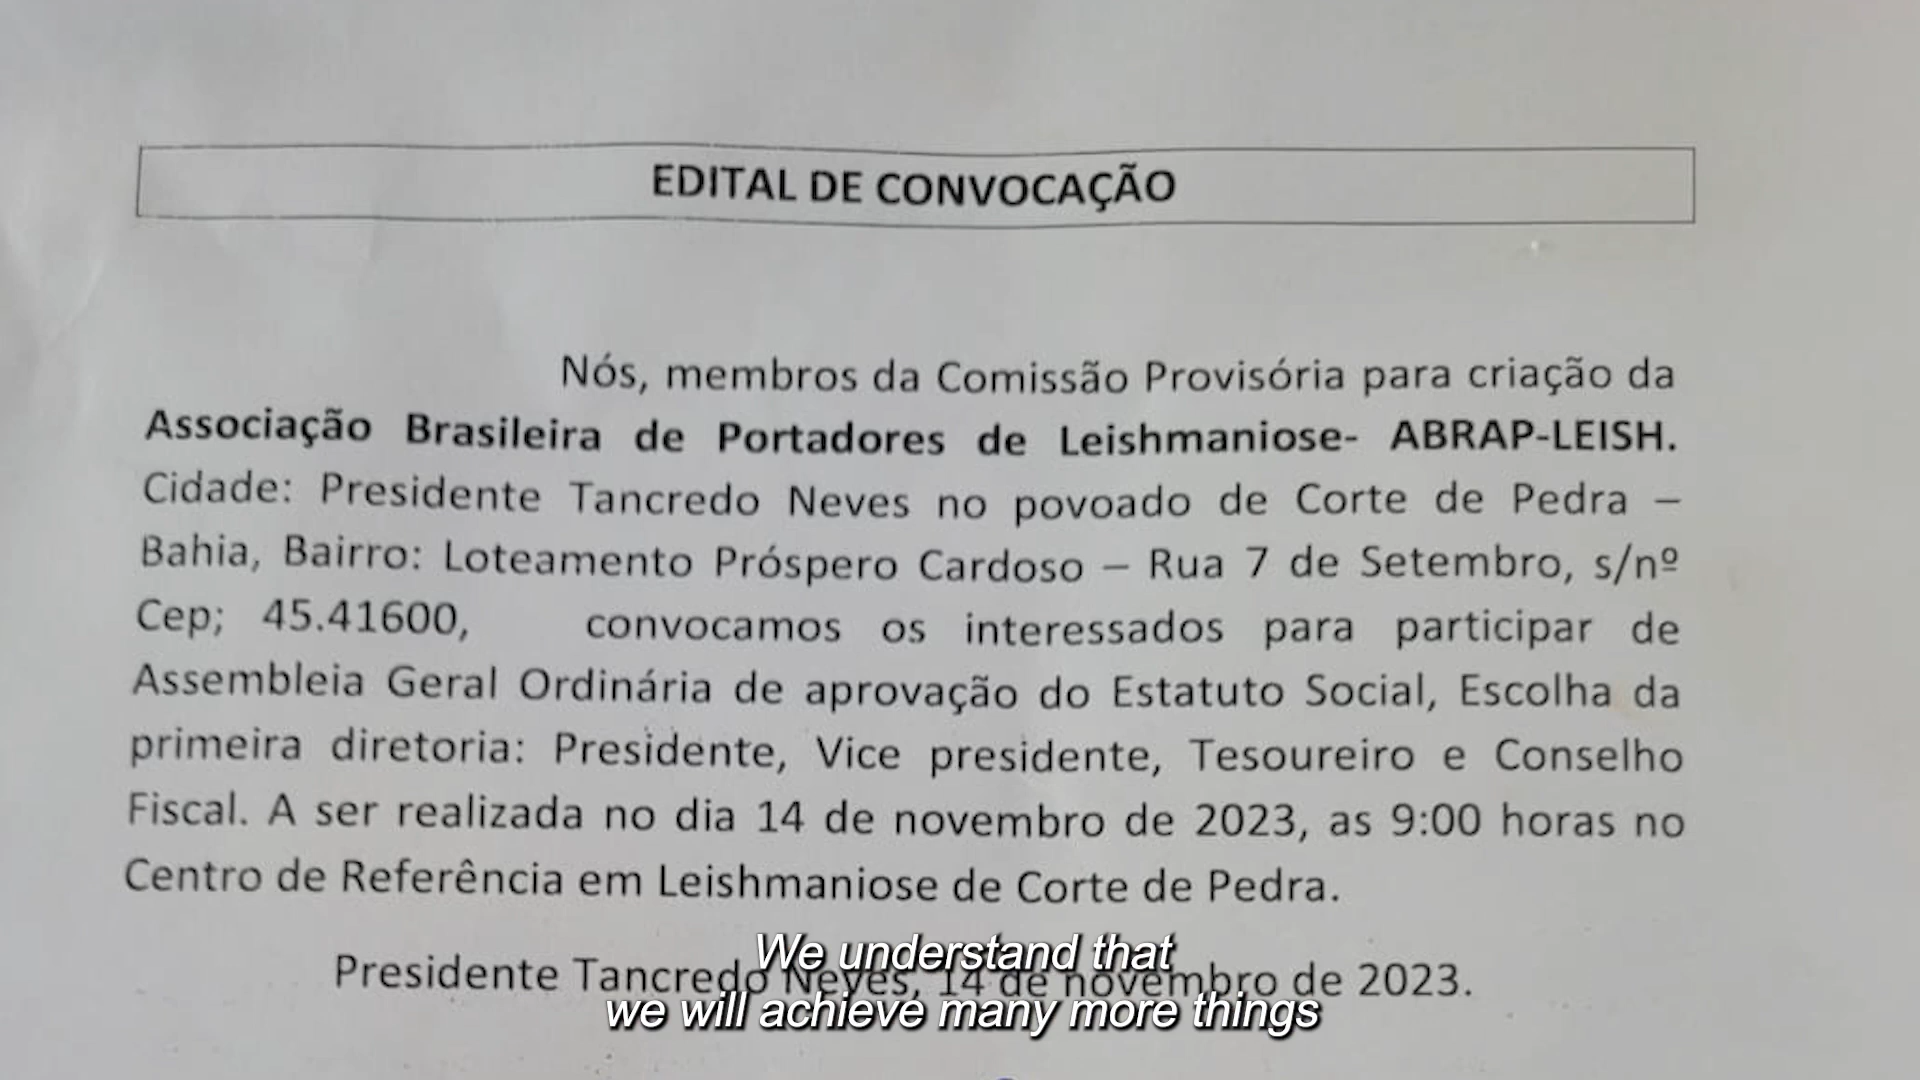 EDITAL DE CONVOCAÇÃO
Nós, membros da Comissão Provisória para criação da
Associação Brasileira de Portadores de Leishmaniose- ABRAP-LEISH.
Cidade: Presidente Tancredo Neves no povoado de Corte de Pedra –
Bahia, Bairro: Loteamento Próspero Cardoso – Rua 7 de Setembro, s/nº
Cep; 45.41600, convocamos os interessados para participar de
Assembleia Geral Ordinária de aprovação do Estatuto Social, Escolha da
primeira diretoria: Presidente, Vice presidente, Tesoureiro e Conselho
Fiscal. A ser realizada no dia 14 de novembro de 2023, as 9:00 horas no
Centro de Referência em Leishmaniose de Corte de Pedra.
Presidente Tancredo Neves, 14 de novembro de 2023.
We understand that
we will achieve many more things